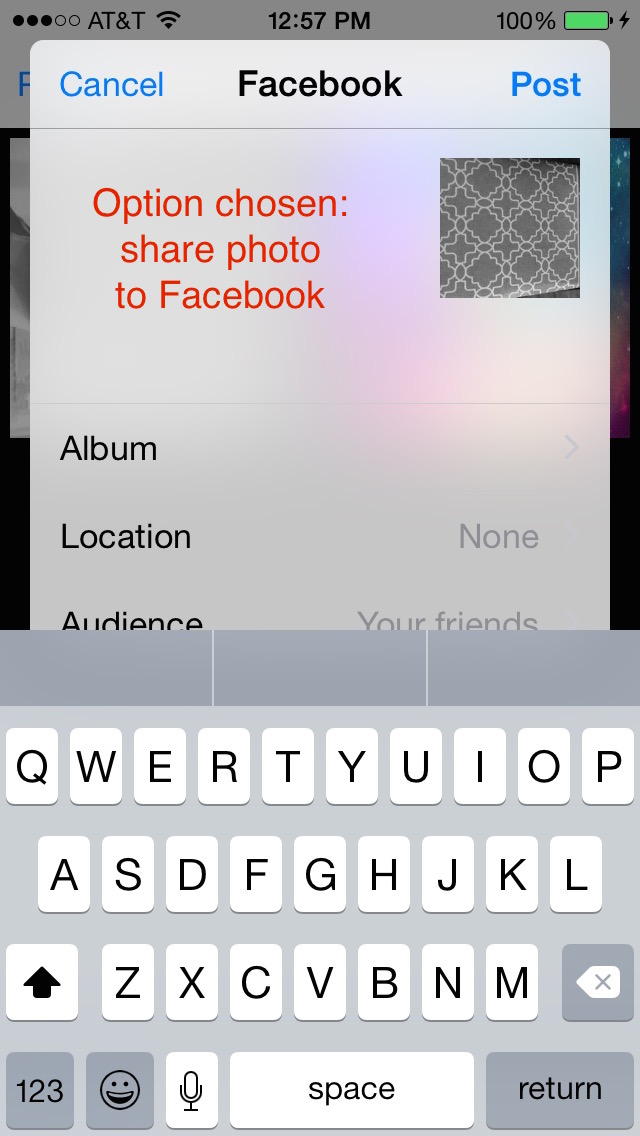 AT&T 12:57 PM 100%
Cancel Facebook Post
Option chosen:
share photo
to Facebook
Album
Location None
Audience Your friends
Q W E R T Y U I O P
A S D F G H J K L
Z X C V B N M
123 space return